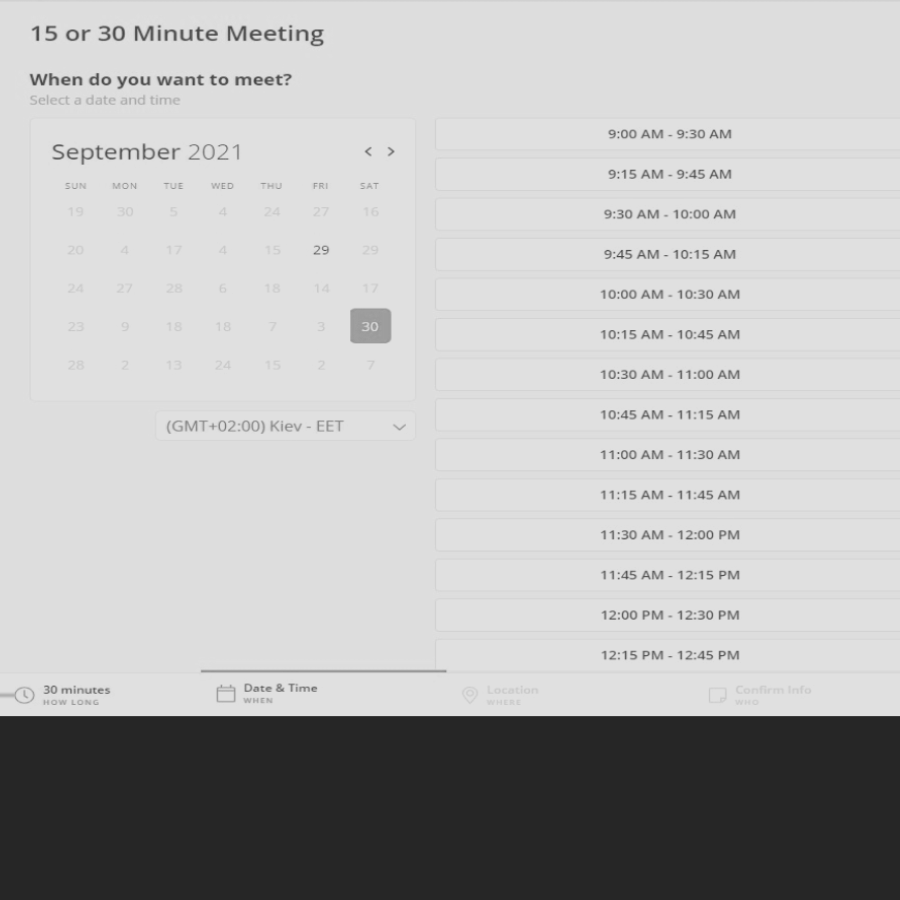 15 or 30 Minute Meeting
When do you want to meet?
Select a date and time
September 2021 < >
SUN MON TUE WED THU FRI SAT
19 30 5 4 24 27 16
20 4 17 4 15 29 29
24 27 28 6 18 14 17
23 9 18 18 7 3 30
28 2 13 24 15 2 7
(GMT+02:00) Kiev - EET
9:00 AM - 9:30 AM
9:15 AM - 9:45 AM
9:30 AM - 10:00 AM
9:45 AM - 10:15 AM
10:00 AM - 10:30 AM
10:15 AM - 10:45 AM
10:30 AM - 11:00 AM
10:45 AM - 11:15 AM
11:00 AM - 11:30 AM
11:15 AM - 11:45 AM
11:30 AM - 12:00 PM
11:45 AM - 12:15 PM
12:00 PM - 12:30 PM
12:15 PM - 12:45 PM
30 minutes
HOW LONG
Date & Time
WHEN
Location
WHERE
Confirm Info
WHO